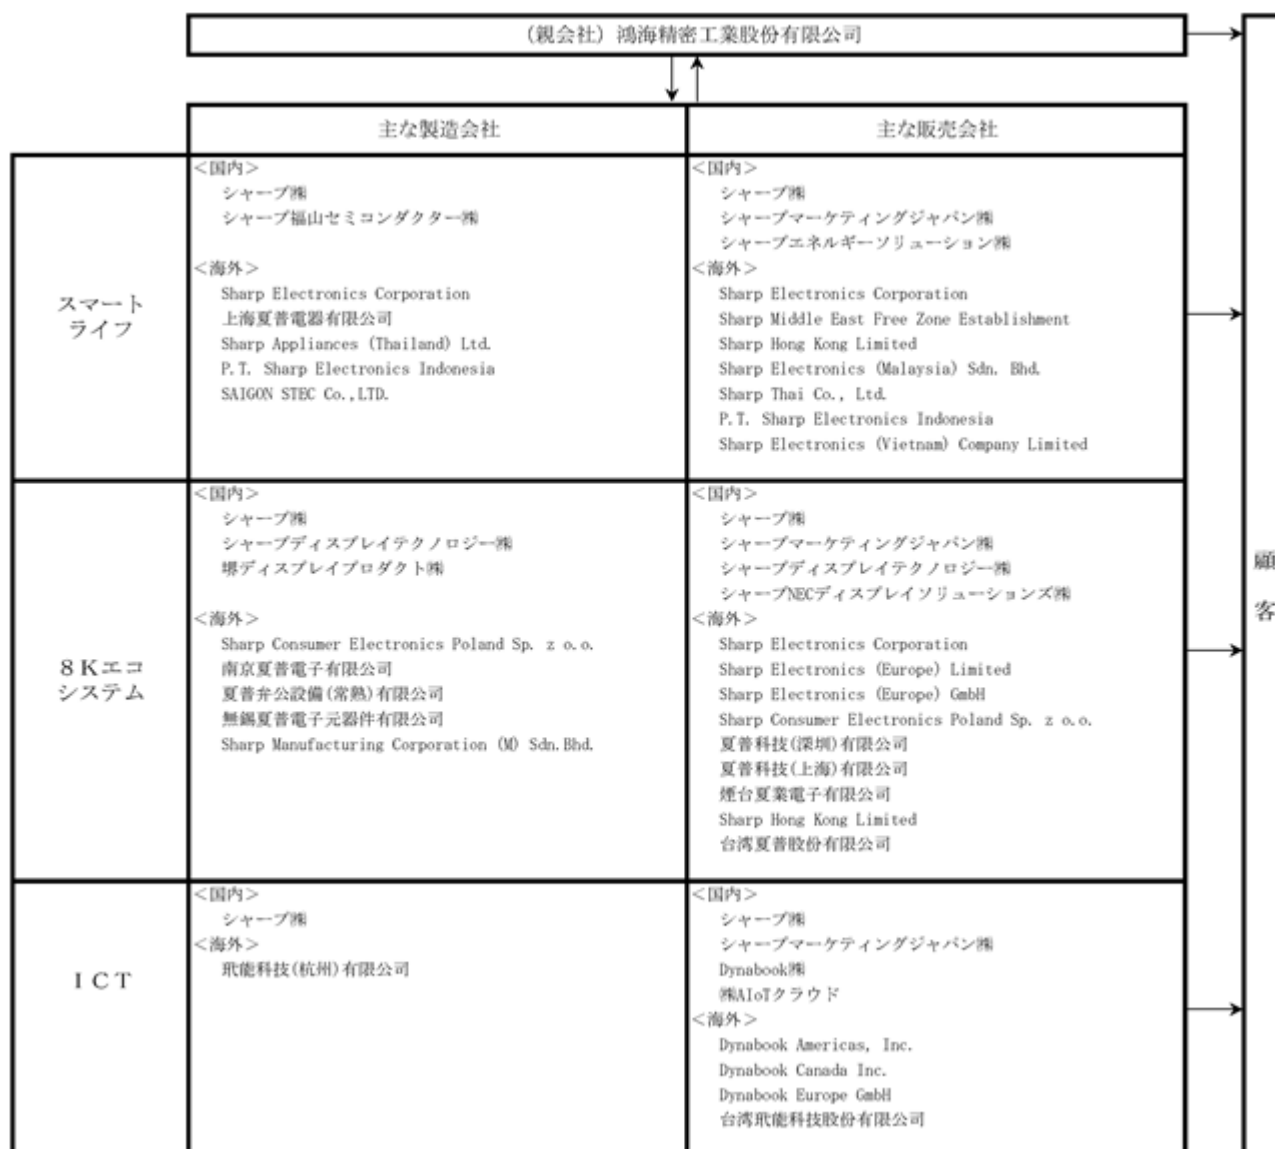 (親会社) 鴻海精密工業股份有限公司
主な製造会社
主な販売会社
スマート
ライフ
<国内>
シャープ㈱
シャープ福山セミコンダクター㈱
<海外>
Sharp Electronics Corporation
上海夏普電器有限公司
Sharp Appliances (Thailand) Ltd.
P.T. Sharp Electronics Indonesia
SAIGON STEC Co.,LTD.
<国内>
シャープ㈱
シャープマーケティングジャパン㈱
シャープエネルギーソリューション㈱
<海外>
Sharp Electronics Corporation
Sharp Middle East Free Zone Establishment
Sharp Hong Kong Limited
Sharp Electronics (Malaysia) Sdn. Bhd.
Sharp Thai Co., Ltd.
P.T. Sharp Electronics Indonesia
Sharp Electronics (Vietnam) Company Limited
8Kエコ
システム
<国内>
シャープ㈱
シャープディスプレイテクノロジー㈱
堺ディスプレイプロダクト㈱
<海外>
Sharp Consumer Electronics Poland Sp. z o.o.
南京夏普電子有限公司
夏普弁公設備(常熟)有限公司
無錫夏普電子元器件有限公司
Sharp Manufacturing Corporation (M) Sdn.Bhd.
<国内>
シャープ㈱
シャープマーケティングジャパン㈱
シャープディスプレイテクノロジー㈱
シャープNECディスプレイソリューションズ㈱
<海外>
Sharp Electronics Corporation
Sharp Electronics (Europe) Limited
Sharp Electronics (Europe) GmbH
Sharp Consumer Electronics Poland Sp. z o.o.
夏普科技(深圳)有限公司
夏普科技(上海)有限公司
煙台夏業電子有限公司
Sharp Hong Kong Limited
台湾夏普股份有限公司
ICT
<国内>
シャープ㈱
<海外>
玳能科技(杭州)有限公司
<国内>
シャープ㈱
シャープマーケティングジャパン㈱
Dynabook㈱
㈱AIoTクラウド
<海外>
Dynabook Americas, Inc.
Dynabook Canada Inc.
Dynabook Europe GmbH
台湾玳能科技股份有限公司
顧
客